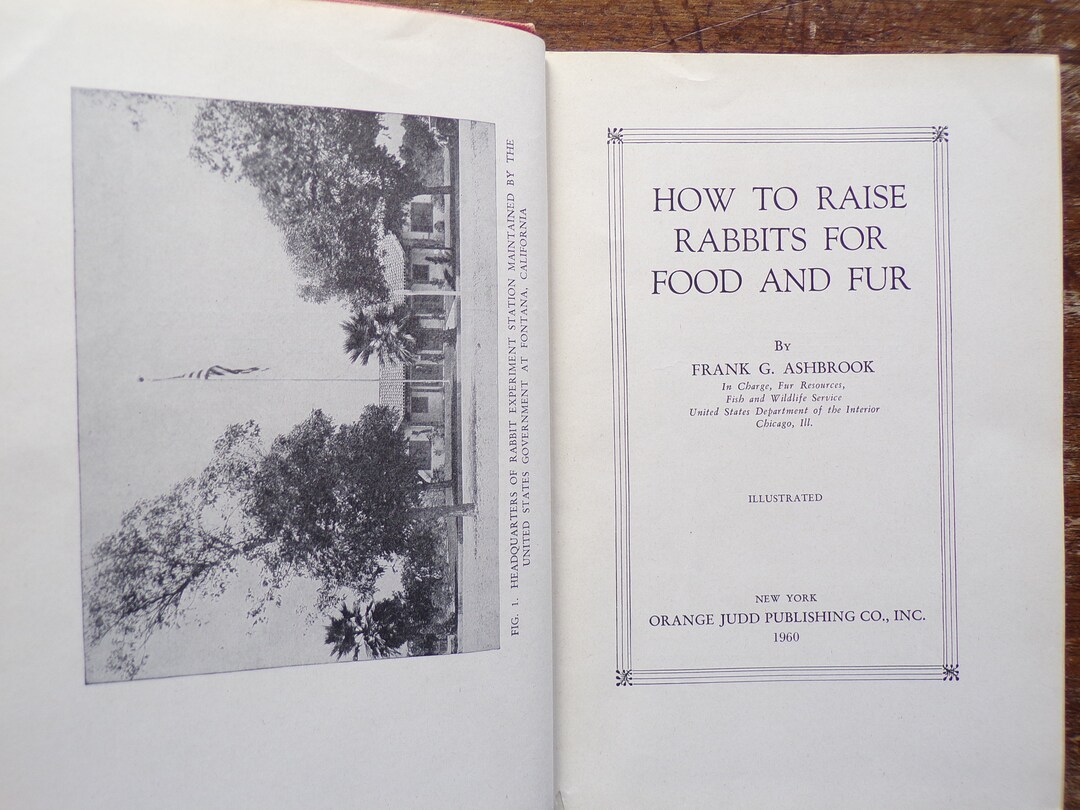 FIG. 1. HEADQUARTERS OF RABBIT EXPERIMENT STATION MAINTAINED BY THE
UNITED STATES GOVERNMENT AT FONTANA, CALIFORNIA
HOW TO RAISE
RABBITS FOR
FOOD AND FUR
By
FRANK G. ASHBROOK
In Charge, Fur Resources,
Fish and Wildlife Service
United States Department of the Interior
Chicago, Ill.
ILLUSTRATED
NEW YORK
ORANGE JUDD PUBLISHING CO., INC.
1960